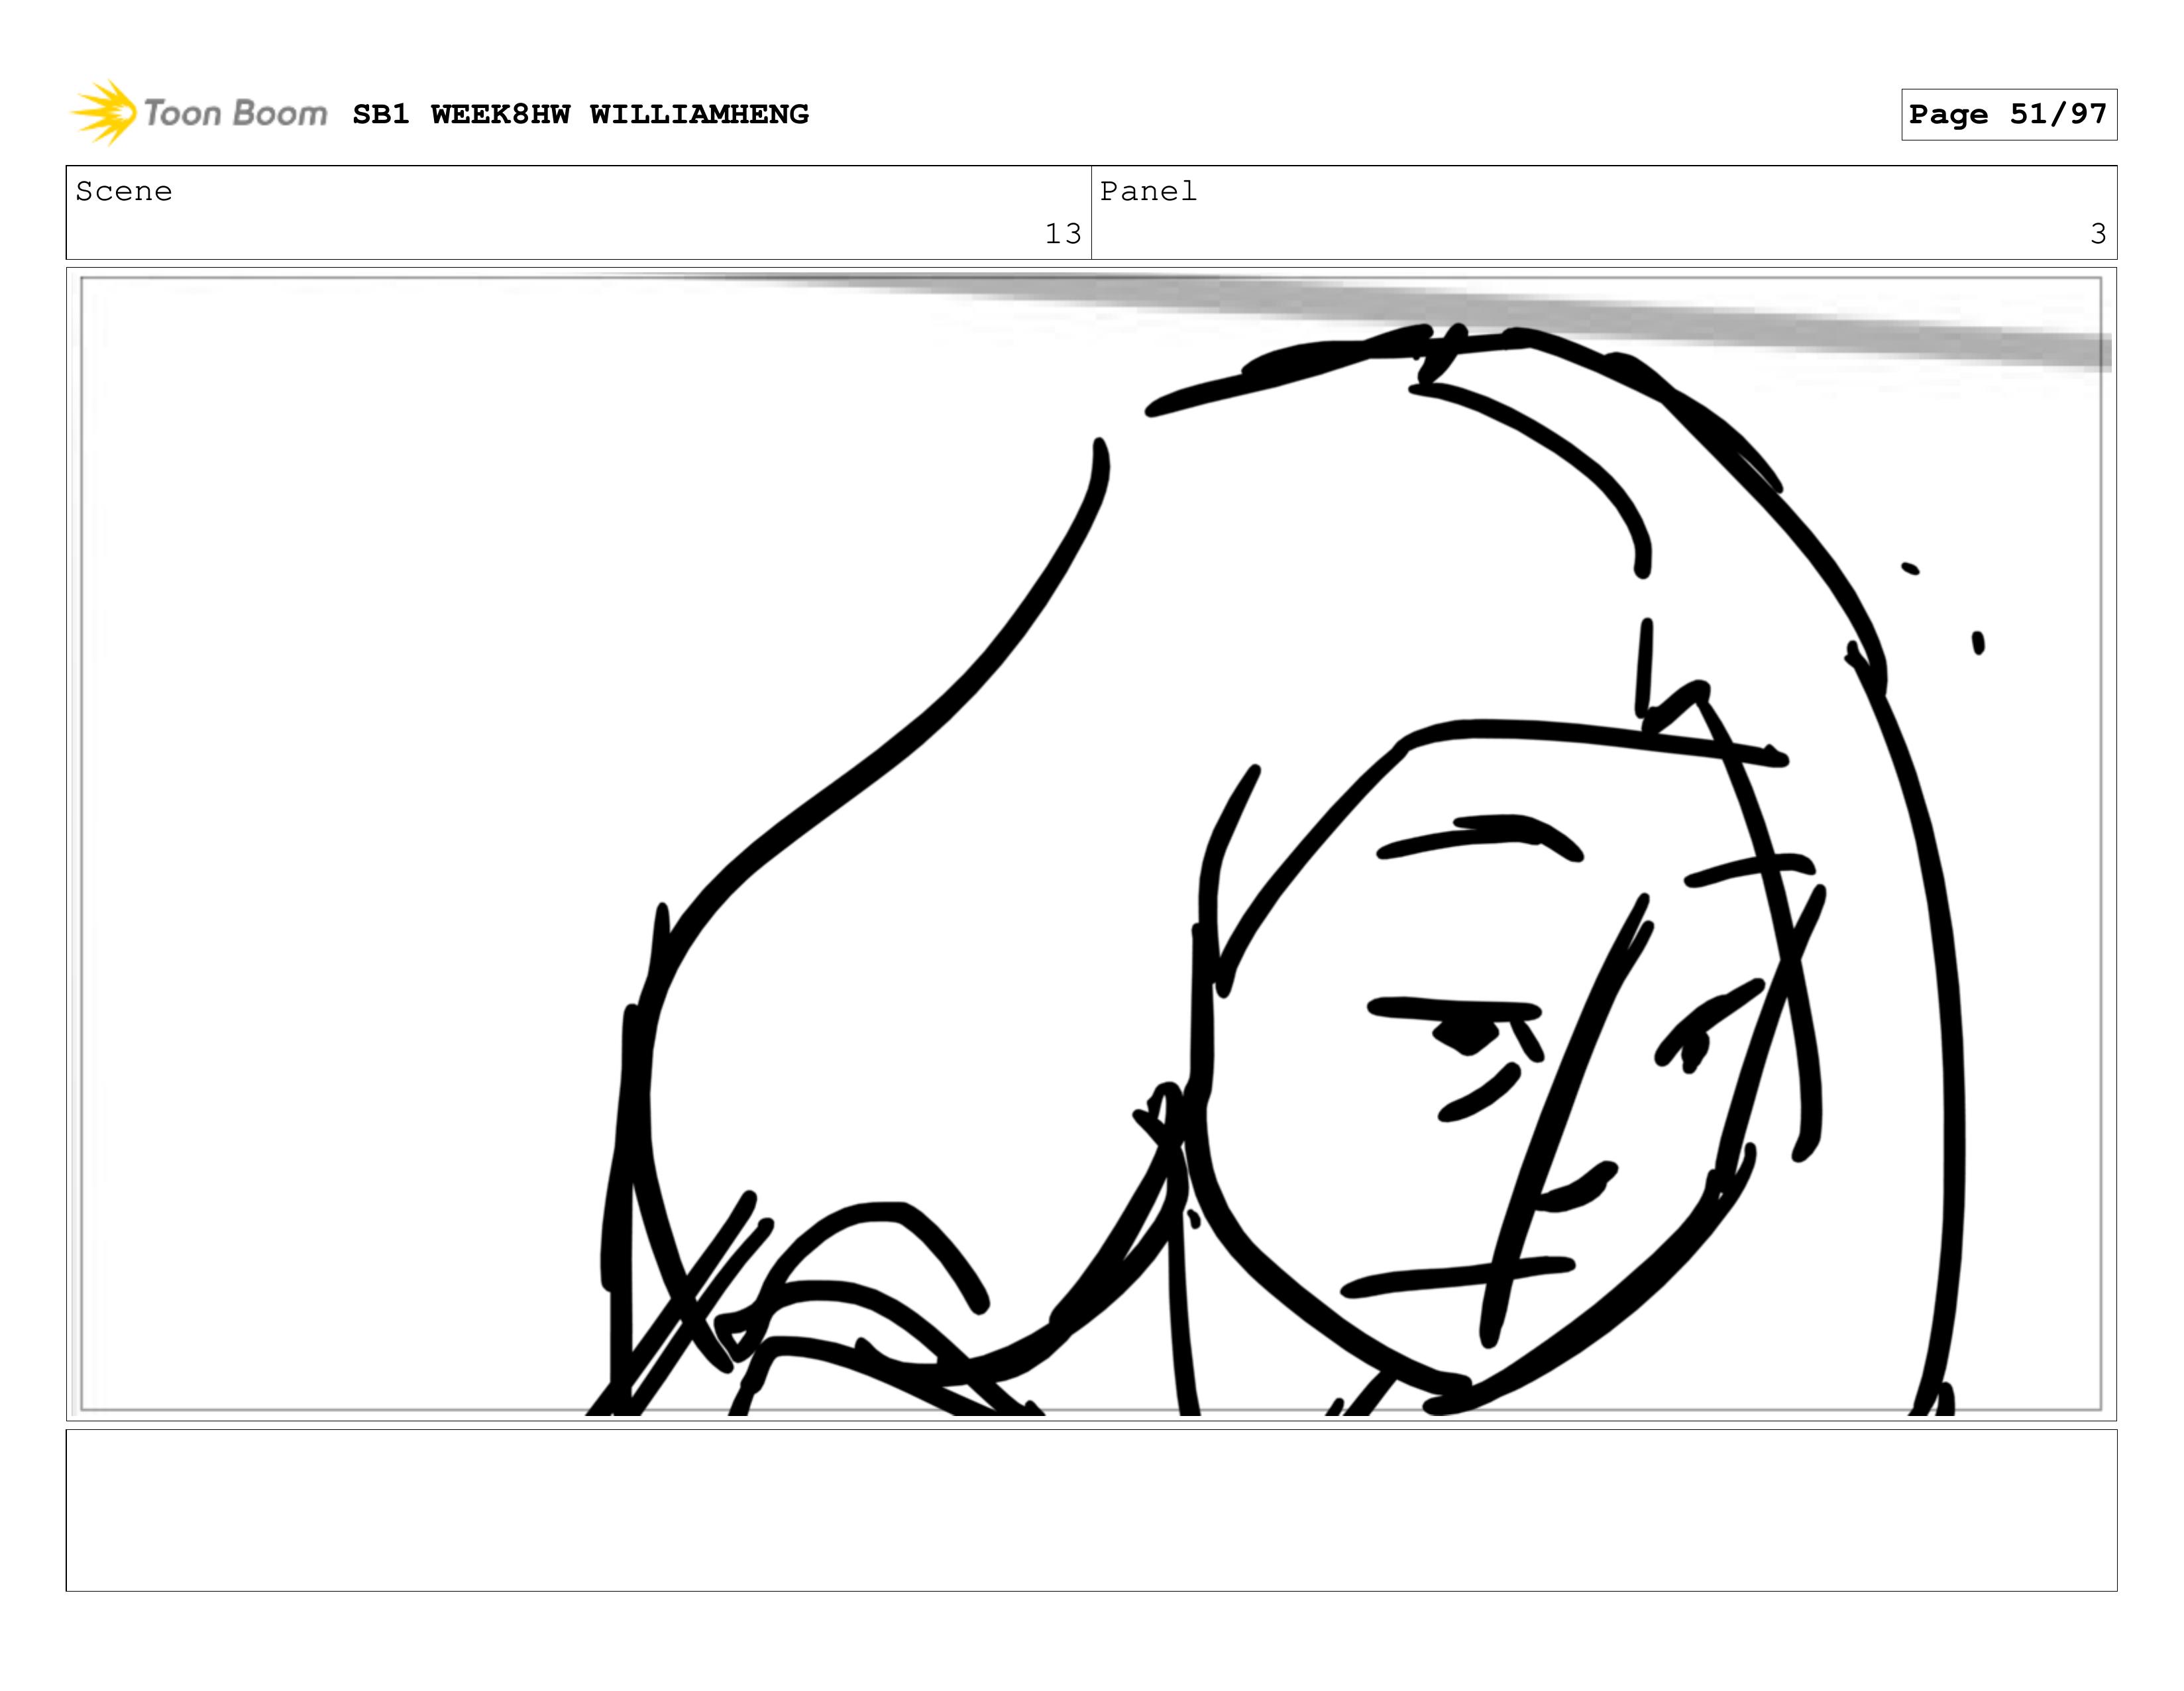 Toon Boom SB1 WEEK8HW WILLIAMHENG
Page 51/97
Scene
13
Panel
3